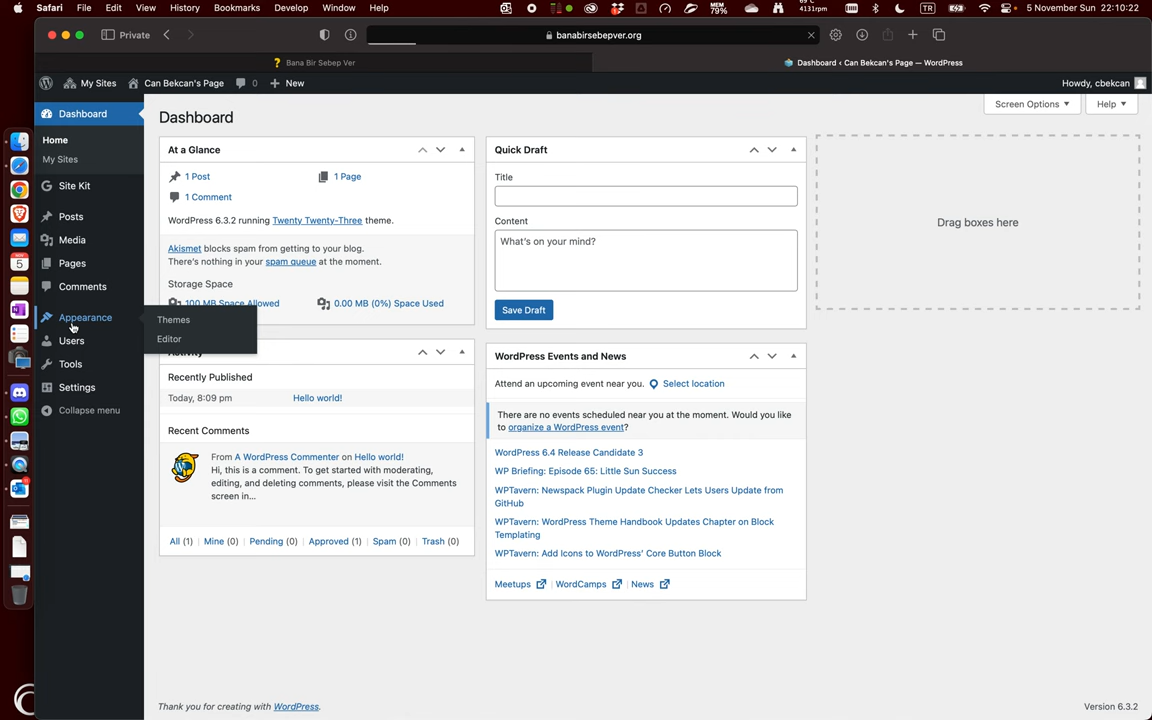 Safari File Edit View History Bookmarks Develop Window Help MEM 79% 69°C 4131rpm TR 5 November Sun 22:10:22
Private banabirsebepver.org
Bana Bir Sebep Ver Dashboard ‹ Can Bekcan's Page — WordPress
My Sites Can Bekcan's Page 0 New Howdy, cbekcan
Screen Options Help
Dashboard
Home
My Sites
Site Kit
Posts
Media
Pages
Comments
Appearance
Themes
Editor
Users
Tools
Settings
Collapse menu
Dashboard
At a Glance
1 Post 1 Page
1 Comment
WordPress 6.3.2 running Twenty Twenty-Three theme.
Akismet blocks spam from getting to your blog.
There's nothing in your spam queue at the moment.
Storage Space
100 MB Space Allowed 0.00 MB (0%) Space Used
Activity
Recently Published
Today, 8:09 pm Hello world!
Recent Comments
From A WordPress Commenter on Hello world!
Hi, this is a comment. To get started with moderating,
editing, and deleting comments, please visit the Comments
screen in...
All (1) Mine (0) Pending (0) Approved (1) Spam (0) Trash (0)
Quick Draft
Title
Content
What's on your mind?
Save Draft
WordPress Events and News
Attend an upcoming event near you. Select location
There are no events scheduled near you at the moment. Would you like
to organize a WordPress event?
WordPress 6.4 Release Candidate 3
WP Briefing: Episode 65: Little Sun Success
WPTavern: Newspack Plugin Update Checker Lets Users Update from
GitHub
WPTavern: WordPress Theme Handbook Updates Chapter on Block
Templating
WPTavern: Add Icons to WordPress' Core Button Block
Meetups WordCamps News
Drag boxes here
NOV
5
Thank you for creating with WordPress. Version 6.3.2